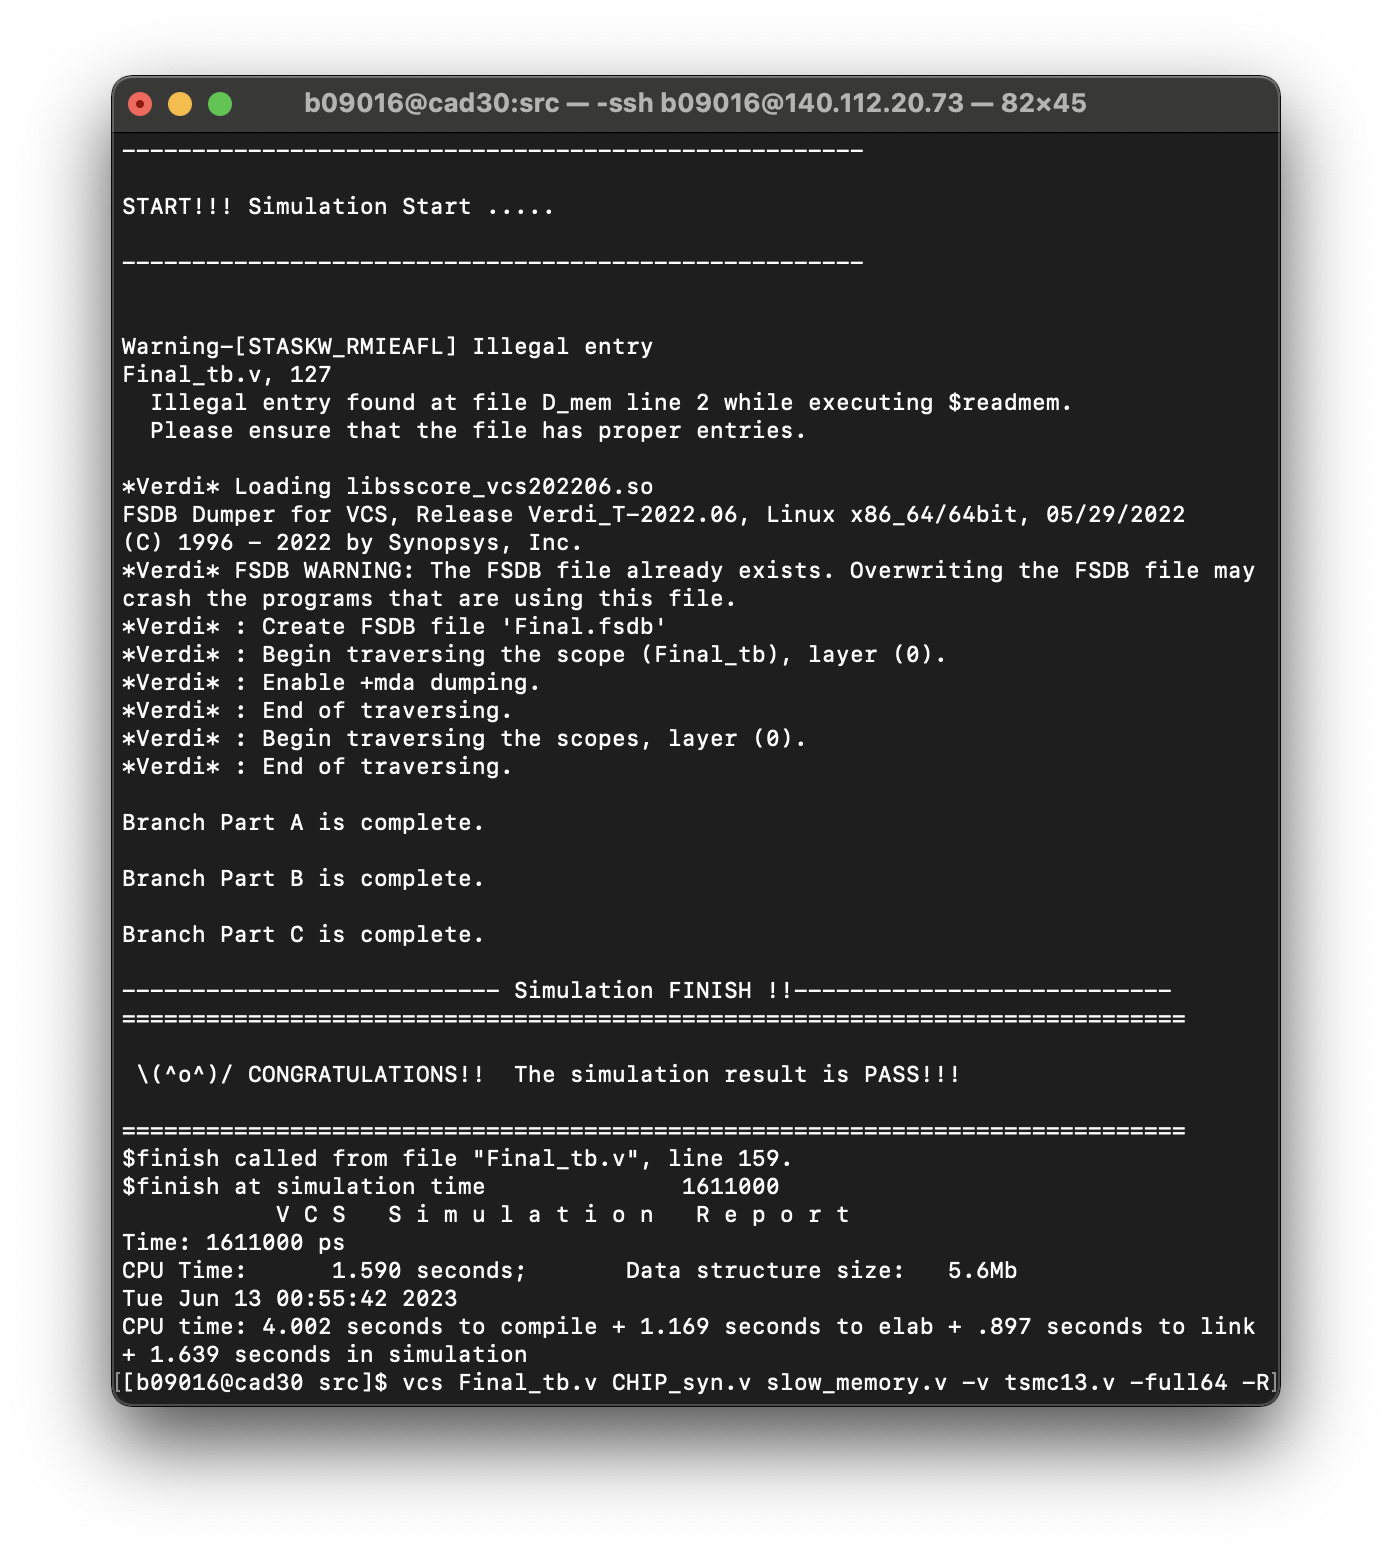 b09016@cad30:src — -ssh b09016@140.112.20.73 — 82×45
-----------------------------------------------------
START!!! Simulation Start .....
-----------------------------------------------------
Warning-[STASKW_RMIEAFL] Illegal entry
Final_tb.v, 127
  Illegal entry found at file D_mem line 2 while executing $readmem.
  Please ensure that the file has proper entries.
*Verdi* Loading libsscore_vcs202206.so
FSDB Dumper for VCS, Release Verdi_T-2022.06, Linux x86_64/64bit, 05/29/2022
(C) 1996 - 2022 by Synopsys, Inc.
*Verdi* FSDB WARNING: The FSDB file already exists. Overwriting the FSDB file may
crash the programs that are using this file.
*Verdi* : Create FSDB file 'Final.fsdb'
*Verdi* : Begin traversing the scope (Final_tb), layer (0).
*Verdi* : Enable +mda dumping.
*Verdi* : End of traversing.
*Verdi* : Begin traversing the scopes, layer (0).
*Verdi* : End of traversing.
Branch Part A is complete.
Branch Part B is complete.
Branch Part C is complete.
--------------------------- Simulation FINISH !!---------------------------
============================================================================
 \(^o^)/ CONGRATULATIONS!!  The simulation result is PASS!!!
============================================================================
$finish called from file "Final_tb.v", line 159.
$finish at simulation time              1611000
           V C S   S i m u l a t i o n   R e p o r t
Time: 1611000 ps
CPU Time:      1.590 seconds;       Data structure size:   5.6Mb
Tue Jun 13 00:55:42 2023
CPU time: 4.002 seconds to compile + 1.169 seconds to elab + .897 seconds to link
+ 1.639 seconds in simulation
[[b09016@cad30 src]$ vcs Final_tb.v CHIP_syn.v slow_memory.v -v tsmc13.v -full64 -R]